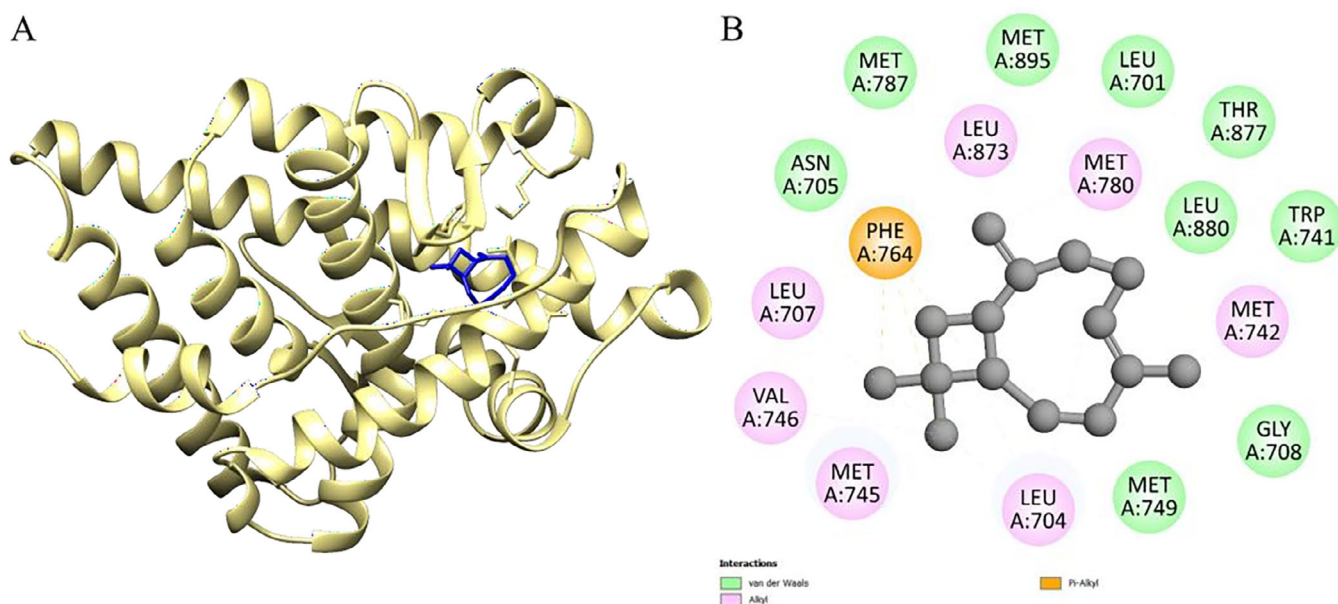 A
B
MET
A:787
MET
A:895
LEU
A:701
THR
A:877
LEU
A:873
MET
A:780
ASN
A:705
LEU
A:880
TRP
A:741
PHE
A:764
LEU
A:707
MET
A:742
VAL
A:746
GLY
A:708
MET
A:745
LEU
A:704
MET
A:749
Interactions
van der Waals
Alkyl
Pi-Alkyl